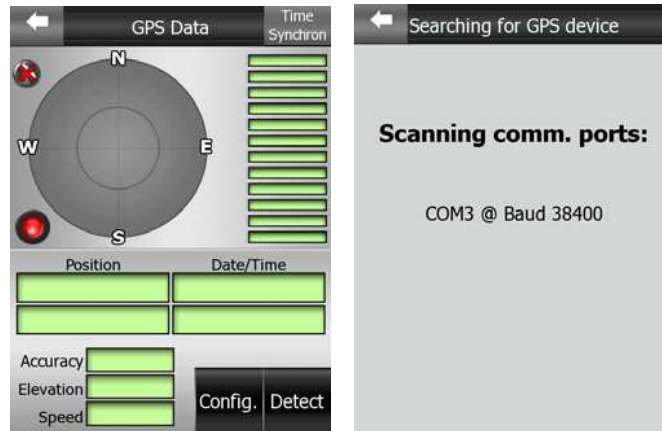 GPS Data
Time
Synchron
N
W
E
S
Position
Date/Time
Accuracy
Elevation
Speed
Config.
Detect
Searching for GPS device
Scanning comm. ports:
COM3 @ Baud 38400